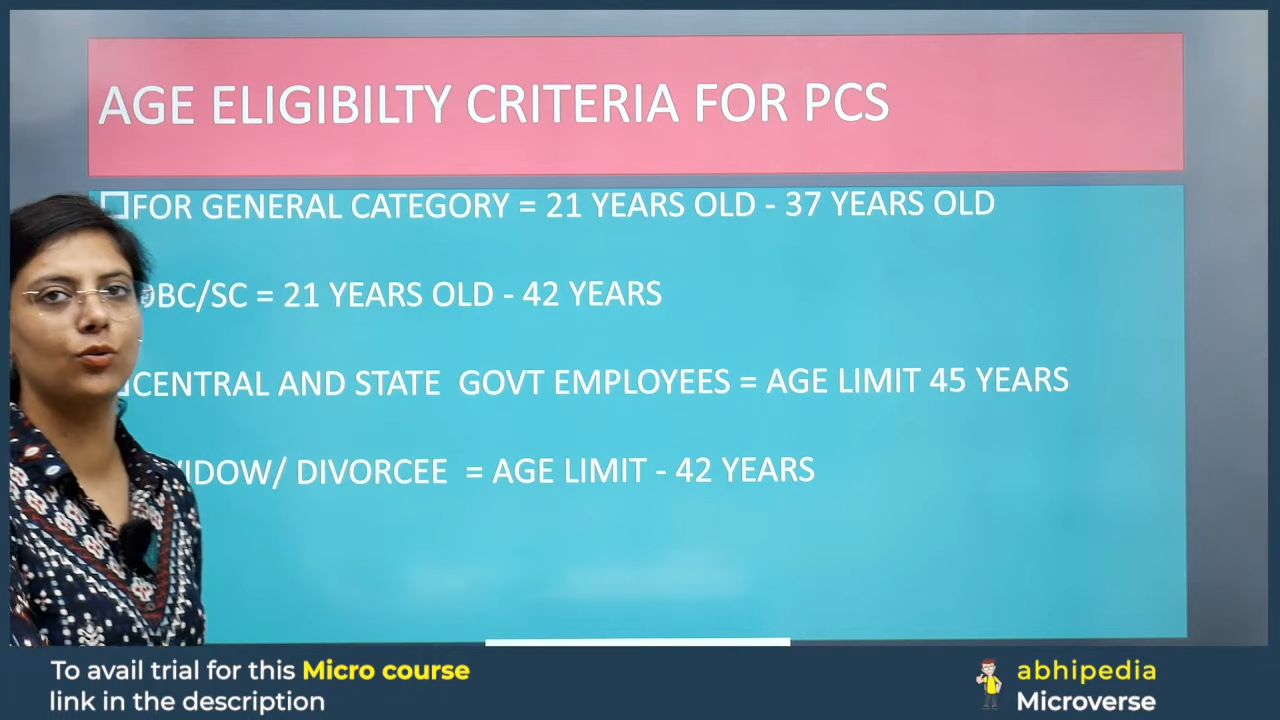 AGE ELIGIBILTY CRITERIA FOR PCS
FOR GENERAL CATEGORY = 21 YEARS OLD - 37 YEARS OLD
OBC/SC = 21 YEARS OLD - 42 YEARS
CENTRAL AND STATE GOVT EMPLOYEES = AGE LIMIT 45 YEARS
WIDOW/ DIVORCEE = AGE LIMIT - 42 YEARS
To avail trial for this Micro course
link in the description
abhipedia
Microverse